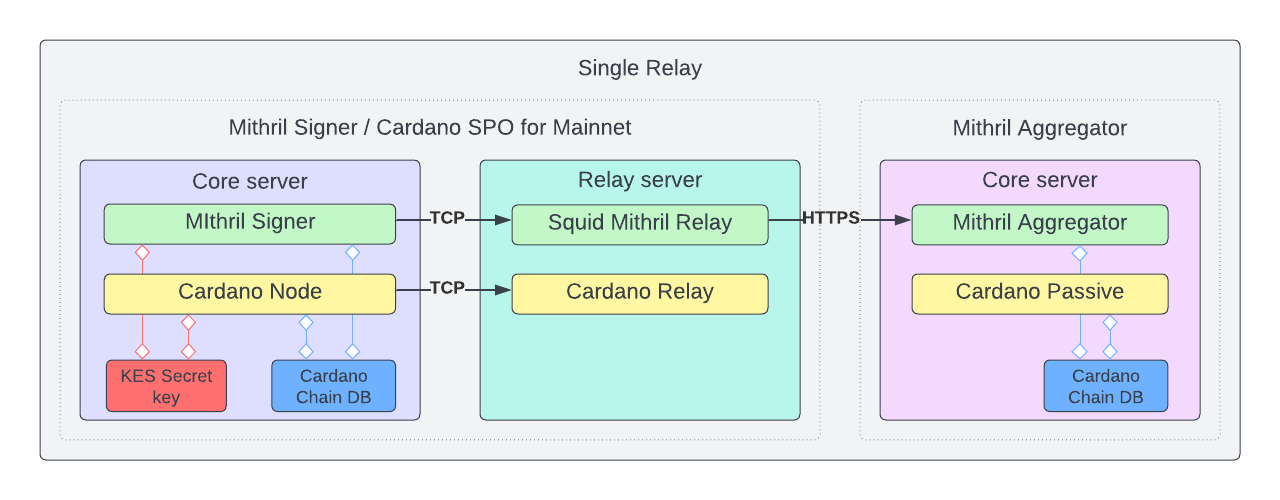 Single Relay
Mithril Signer / Cardano SPO for Mainnet
Mithril Aggregator
Core server
Relay server
Core server
MIthril Signer
TCP
Squid Mithril Relay
HTTPS
Mithril Aggregator
Cardano Node
TCP
Cardano Relay
Cardano Passive
KES Secret
key
Cardano
Chain DB
Cardano
Chain DB